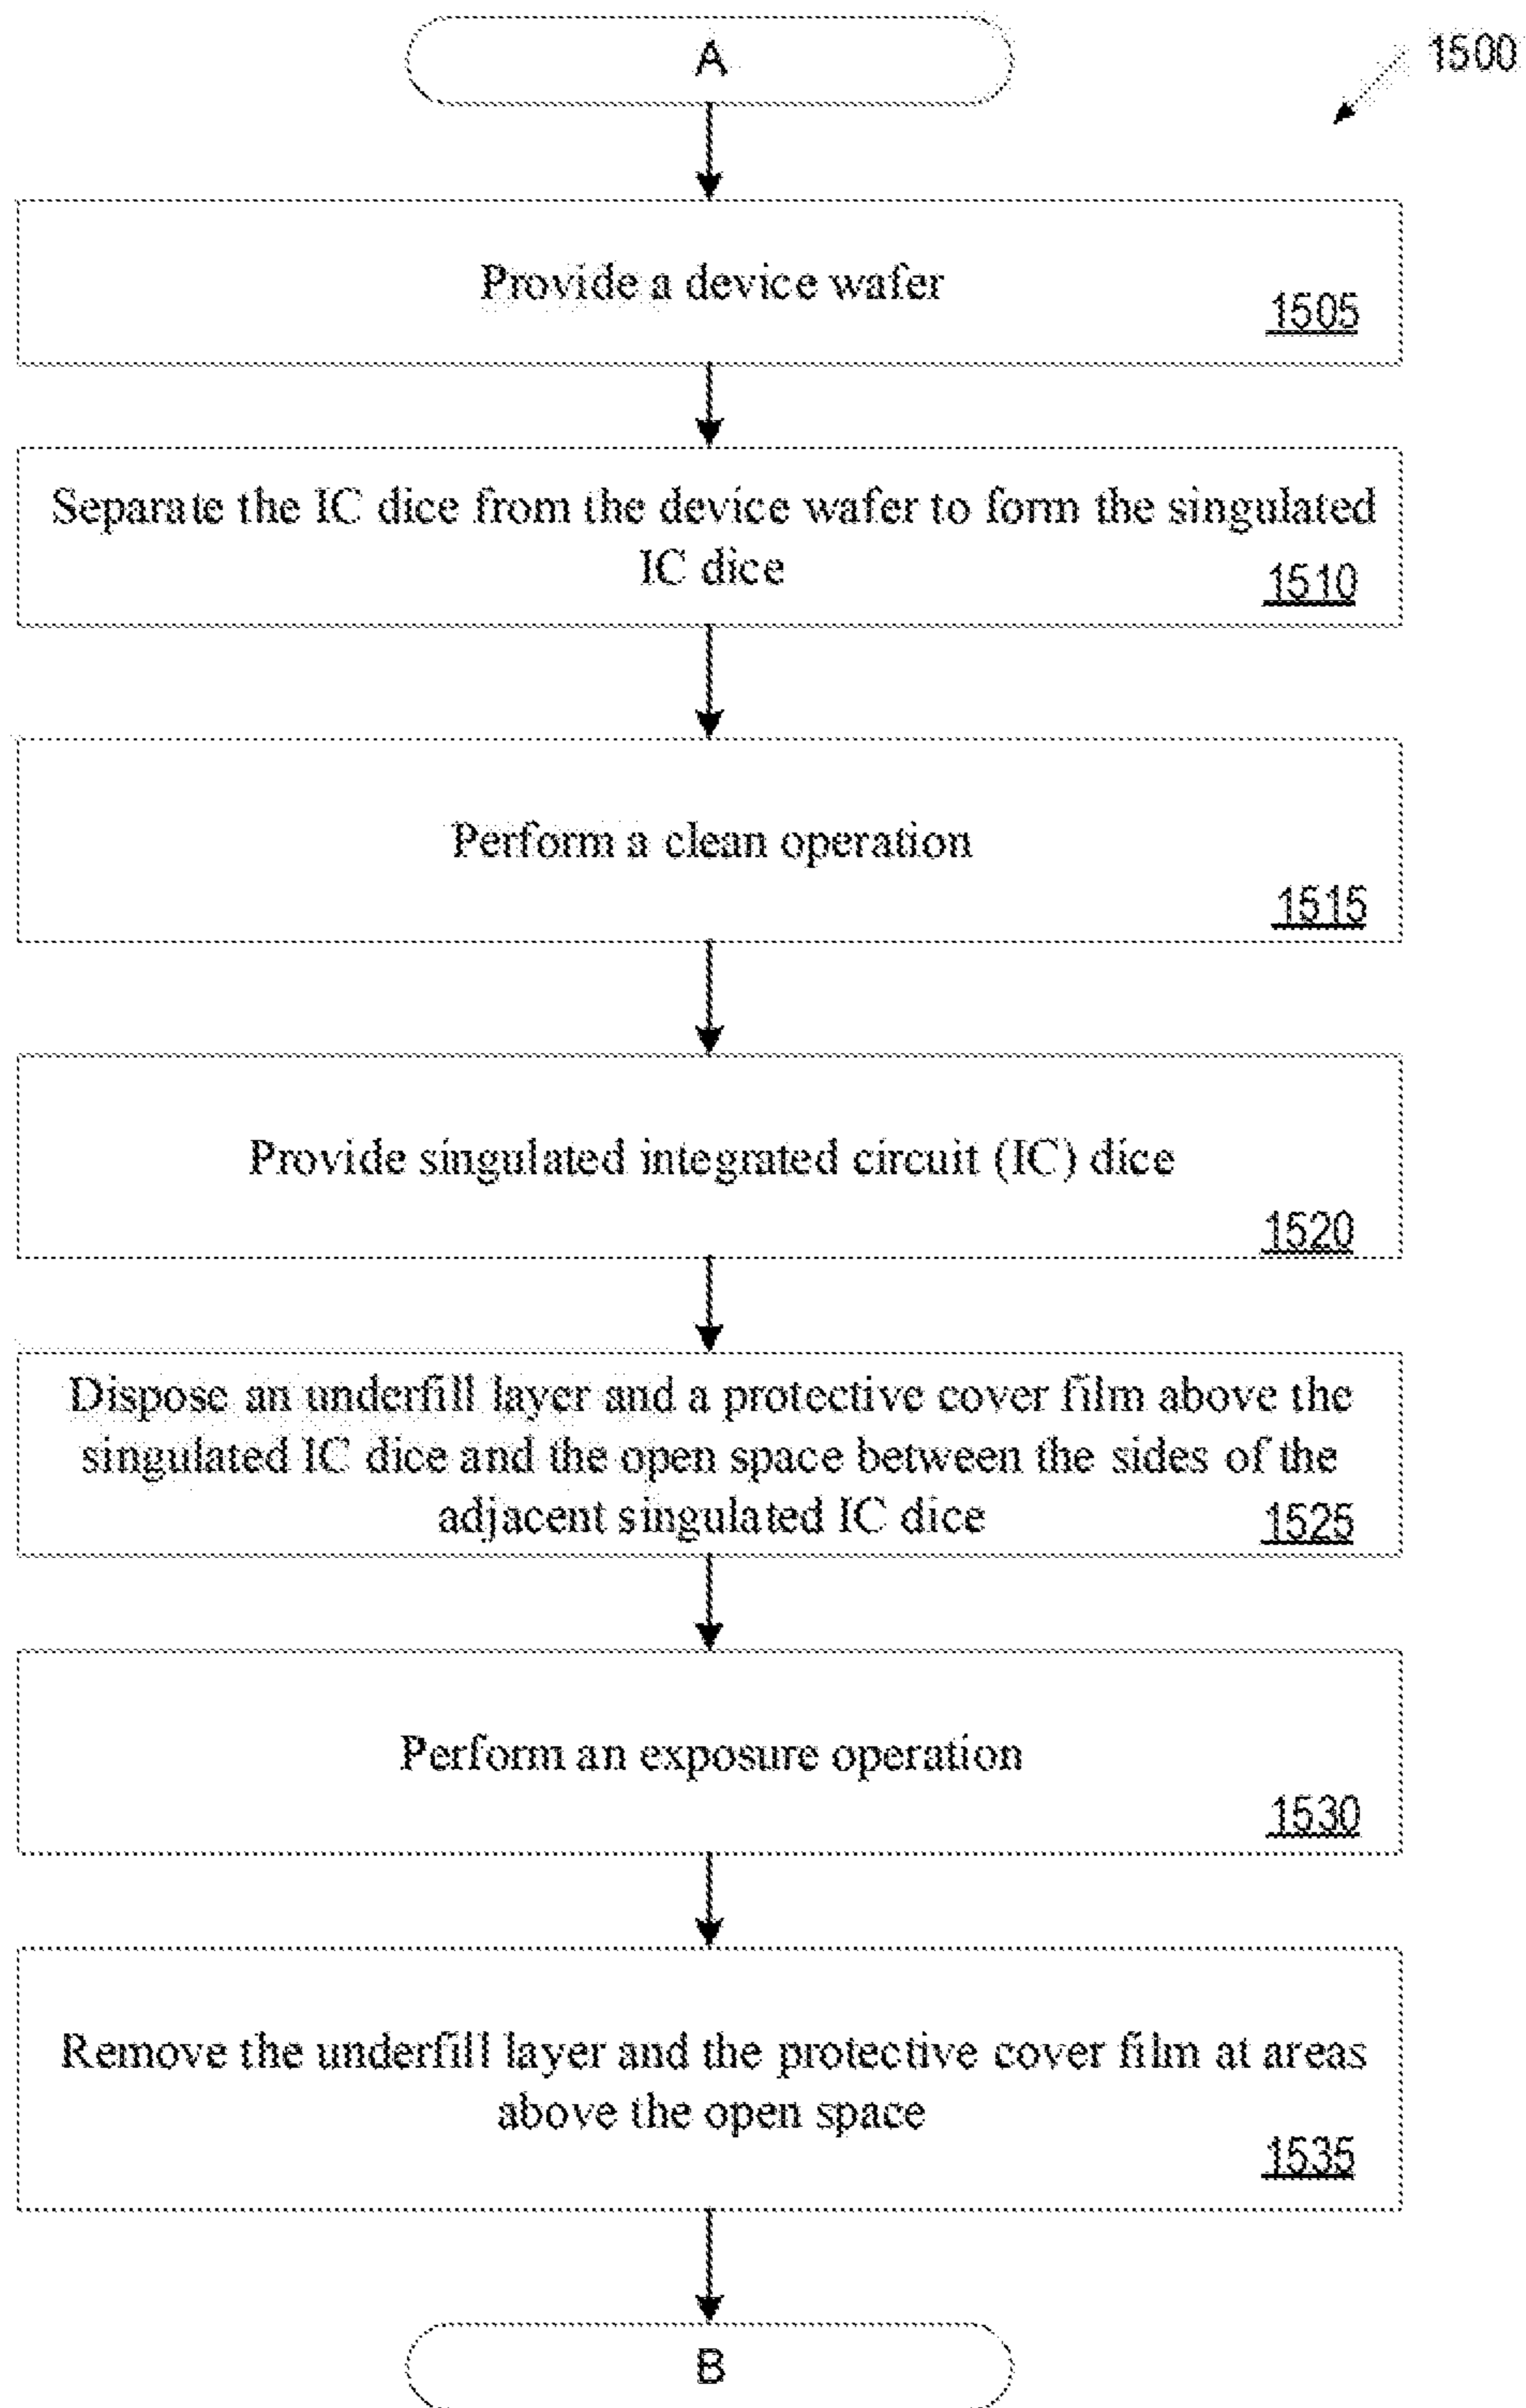 A
1500
Provide a device wafer
1505
Separate the IC dice from the device wafer to form the singulated
IC dice
1510
Perform a clean operation
1515
Provide singulated integrated circuit (IC) dice
1520
Dispose an underfill layer and a protective cover film above the
singulated IC dice and the open space between the sides of the
adjacent singulated IC dice
1525
Perform an exposure operation
1530
Remove the underfill layer and the protective cover film at areas
above the open space
1535
B